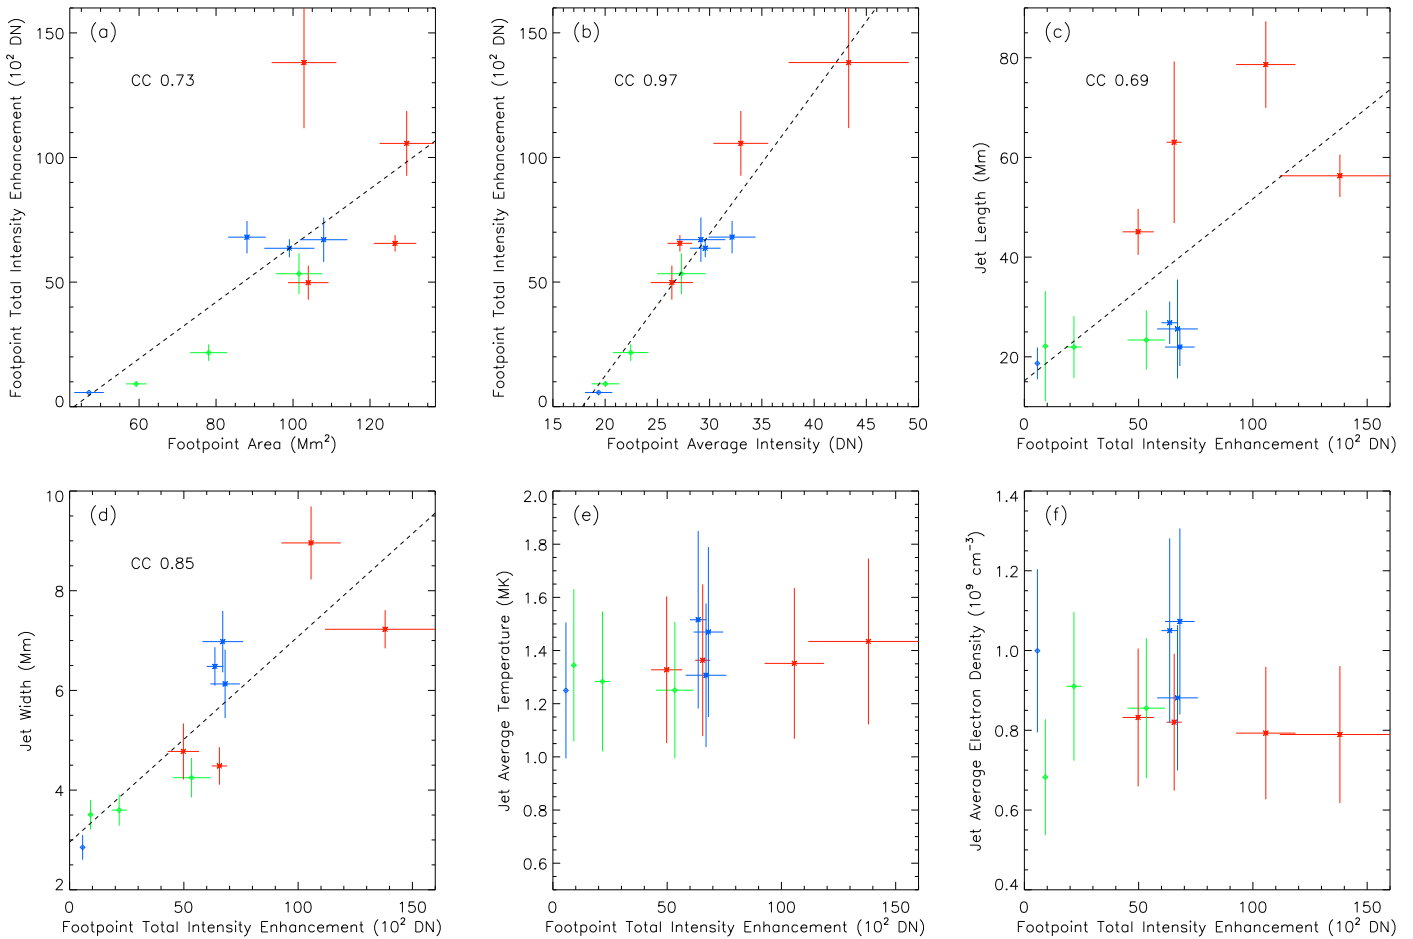 (a)
CC 0.73
Footpoint Total Intensity Enhancement (10² DN)
150
100
50
0
60 80 100 120
Footpoint Area (Mm²)
(b)
CC 0.97
Footpoint Total Intensity Enhancement (10² DN)
150
100
50
0
15 20 25 30 35 40 45 50
Footpoint Average Intensity (DN)
(c)
CC 0.69
Jet Length (Mm)
80
60
40
20
0 50 100 150
Footpoint Total Intensity Enhancement (10² DN)
(d)
CC 0.85
Jet Width (Mm)
10
8
6
4
2
0 50 100 150
Footpoint Total Intensity Enhancement (10² DN)
(e)
Jet Average Temperature (MK)
2.0
1.8
1.6
1.4
1.2
1.0
0.8
0.6
0 50 100 150
Footpoint Total Intensity Enhancement (10² DN)
(f)
Jet Average Electron Density (10⁹ cm⁻³)
1.4
1.2
1.0
0.8
0.6
0.4
0 50 100 150
Footpoint Total Intensity Enhancement (10² DN)